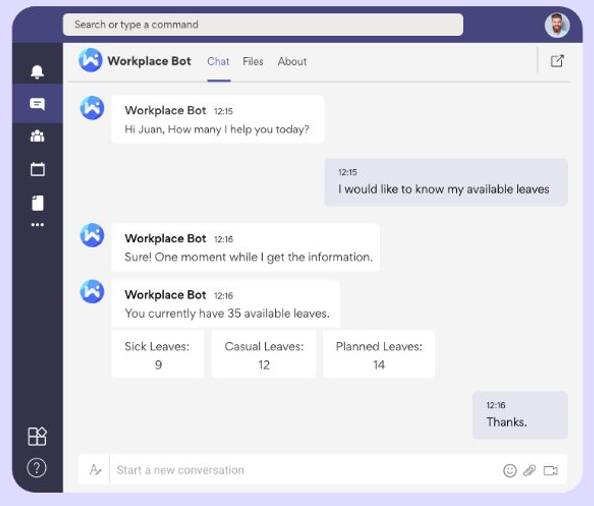 Search or type a command
Workplace Bot Chat Files About
Workplace Bot 12:15
Hi Juan, How many I help you today?
12:15
I would like to know my available leaves
Workplace Bot 12:16
Sure! One moment while I get the information.
Workplace Bot 12:16
You currently have 35 available leaves.
Sick Leaves: Casual Leaves: Planned Leaves:
9 12 14
12:16
Thanks.
Start a new conversation